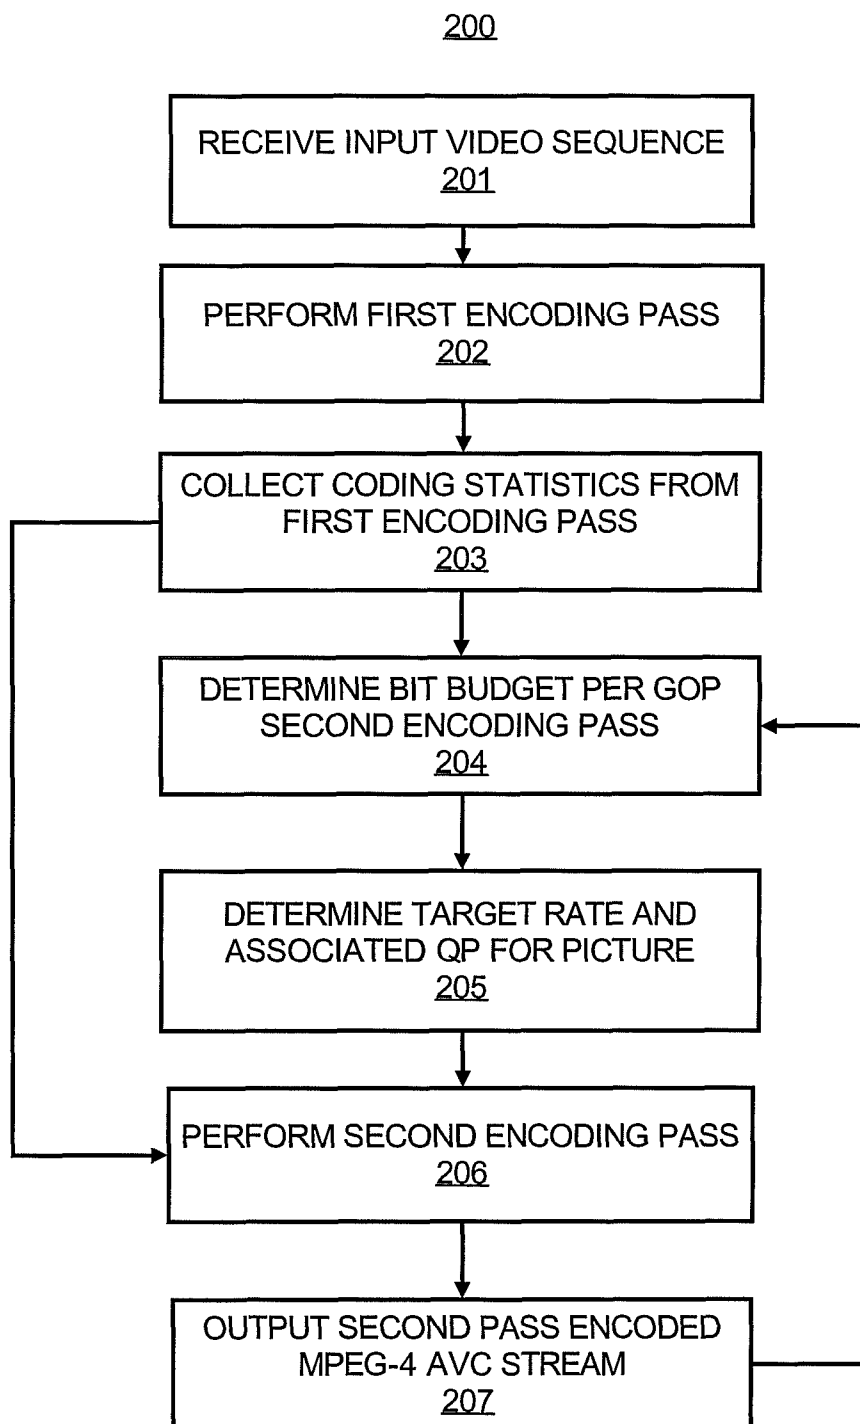 200
RECEIVE INPUT VIDEO SEQUENCE
201
PERFORM FIRST ENCODING PASS
202
COLLECT CODING STATISTICS FROM
FIRST ENCODING PASS
203
DETERMINE BIT BUDGET PER GOP
SECOND ENCODING PASS
204
DETERMINE TARGET RATE AND
ASSOCIATED QP FOR PICTURE
205
PERFORM SECOND ENCODING PASS
206
OUTPUT SECOND PASS ENCODED
MPEG-4 AVC STREAM
207